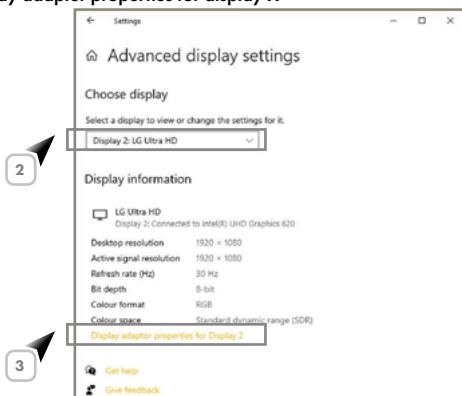 display adaptor properties for display X
← Settings
Advanced display settings
Choose display
Select a display to view or change the settings for it.
Display 2: LG Ultra HD
2
Display information
LG Ultra HD
Display 2: Connected to Intel(R) UHD Graphics 620
Desktop resolution 1920 × 1080
Active signal resolution 1920 × 1080
Refresh rate (Hz) 30 Hz
Bit depth 8-bit
Colour format RGB
Colour space Standard dynamic range (SDR)
Display adaptor properties for Display 2
3
Get help
Give feedback